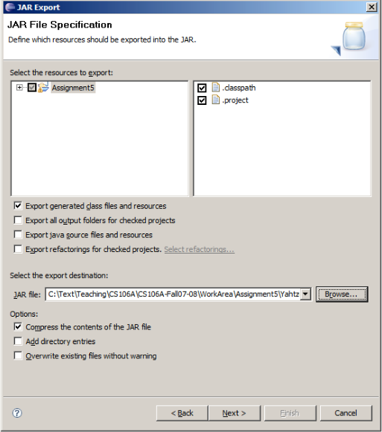 JAR Export
JAR File Specification
Define which resources should be exported into the JAR.
Select the resources to export:
Assignment5
.classpath
.project
Export generated class files and resources
Export all output folders for checked projects
Export java source files and resources
Export refactorings for checked projects. Select refactorings...
Select the export destination:
JAR file: C:\Text\Teaching\CS106A\CS106A-Fall07-08\WorkArea\Assignment5\Yahtz Browse...
Options:
Compress the contents of the JAR file
Add directory entries
Overwrite existing files without warning
? < Back Next > Finish Cancel